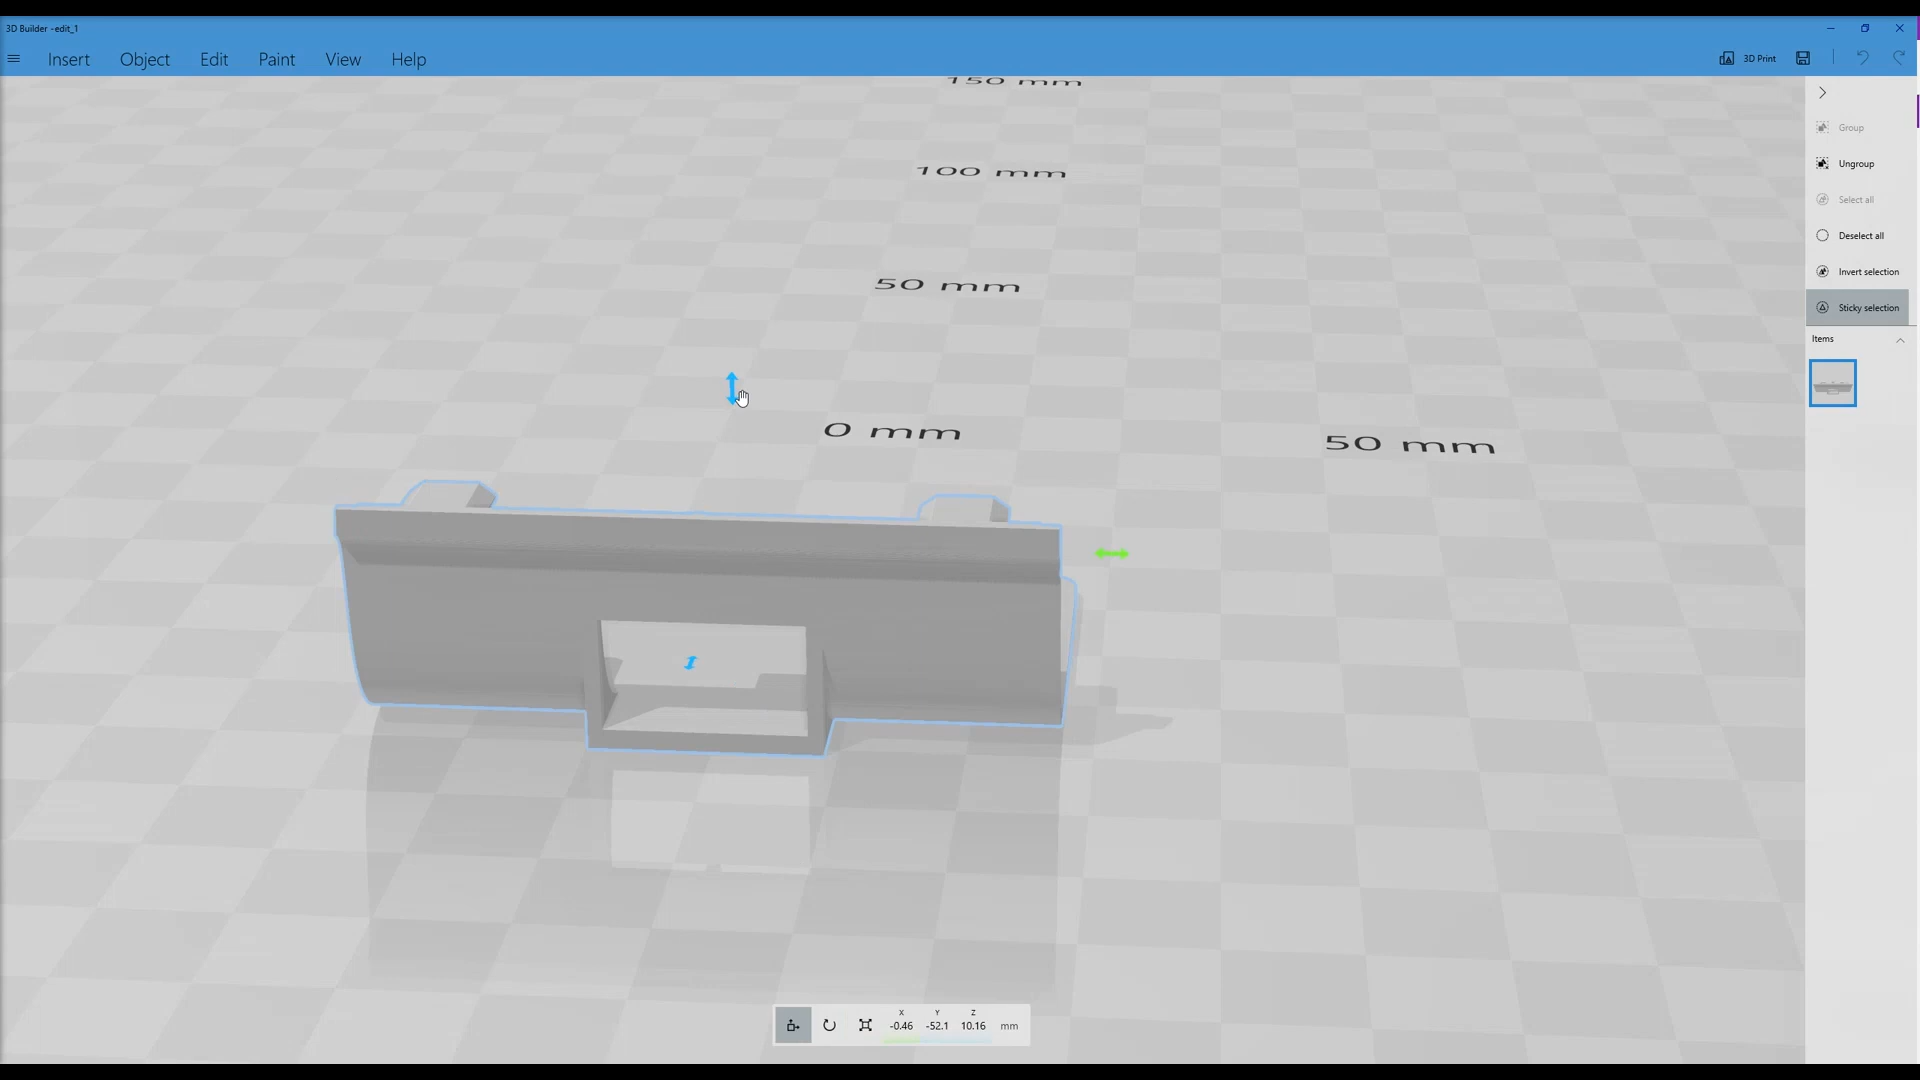 3D Builder - edit_1
Insert Object Edit Paint View Help
3D Print
150 mm
100 mm
50 mm
0 mm
50 mm
Group
Ungroup
Select all
Deselect all
Invert selection
Sticky selection
Items
X Y Z
-0.46 -52.1 10.16 mm